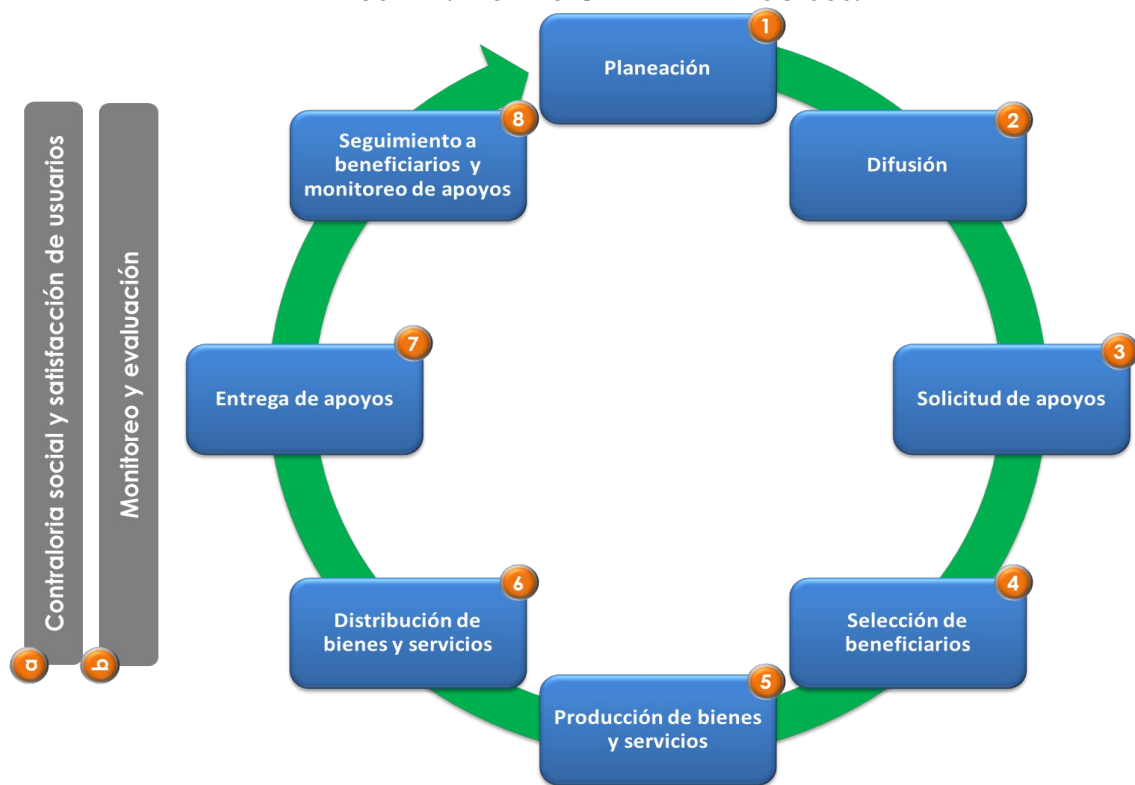 1
Planeación
2
Difusión
3
Solicitud de apoyos
4
Selección de
beneficiarios
5
Producción de bienes
y servicios
6
Distribución de
bienes y servicios
7
Entrega de apoyos
8
Seguimiento a
beneficiarios y
monitoreo de apoyos
a
Contraloria social y satisfacción de usuarios
b
Monitoreo y evaluación